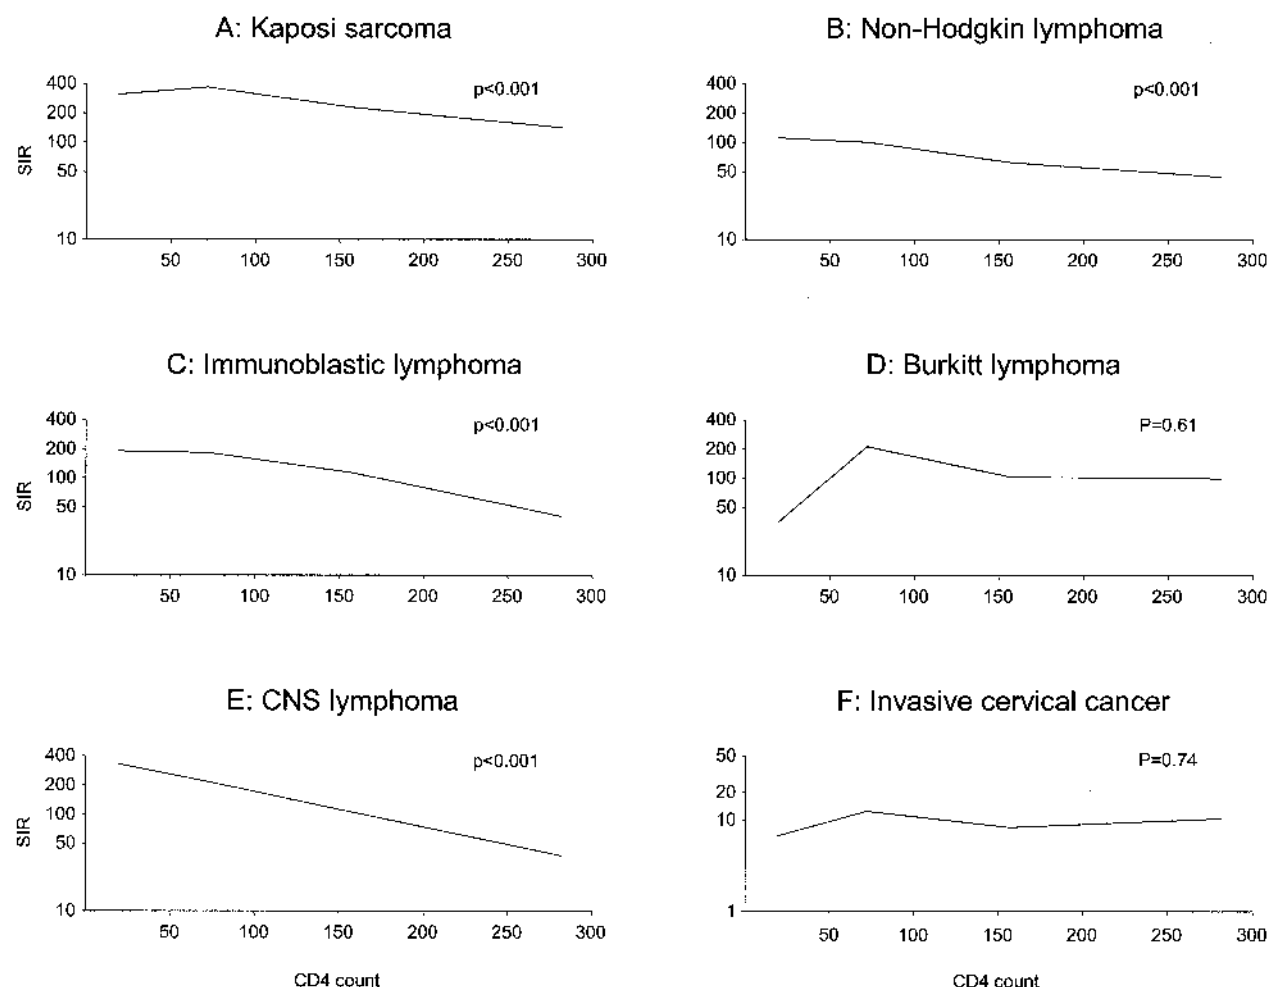 A: Kaposi sarcoma
p<0.001
SIR
400
200
100
50
10
50 100 150 200 250 300
B: Non-Hodgkin lymphoma
p<0.001
400
200
100
50
10
50 100 150 200 250 300
C: Immunoblastic lymphoma
p<0.001
SIR
400
200
100
50
10
50 100 150 200 250 300
D: Burkitt lymphoma
P=0.61
400
200
100
50
10
50 100 150 200 250 300
E: CNS lymphoma
p<0.001
SIR
400
200
100
50
10
50 100 150 200 250 300
CD4 count
F: Invasive cervical cancer
P=0.74
50
20
10
1
50 100 150 200 250 300
CD4 count